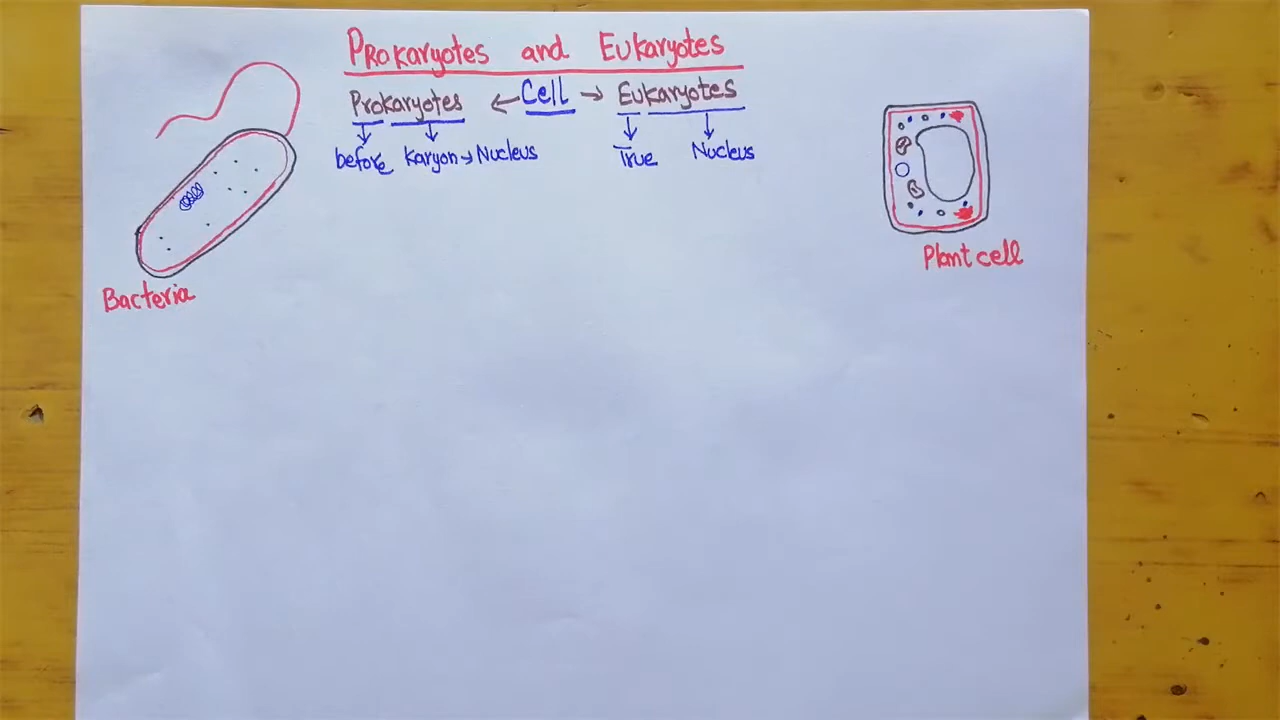 Prokaryotes and Eukaryotes
Prokaryotes ← Cell → Eukaryotes
before Karyon → Nucleus True Nucleus
Plant cell
Bacteria